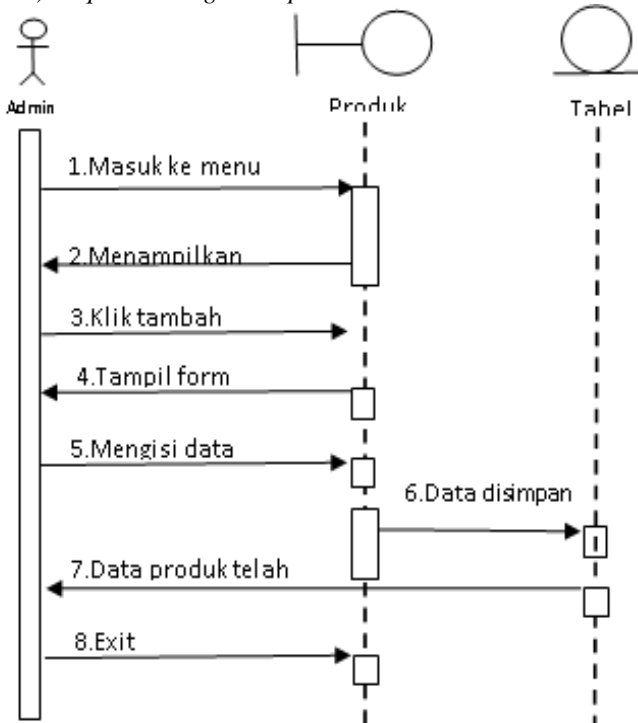 Admin
Produk
Tabel
1.Masuk ke menu
2.Menampilkan
3.Klik tambah
4.Tampil form
5.Mengisi data
6.Data disimpan
7.Data produk telah
8.Exit